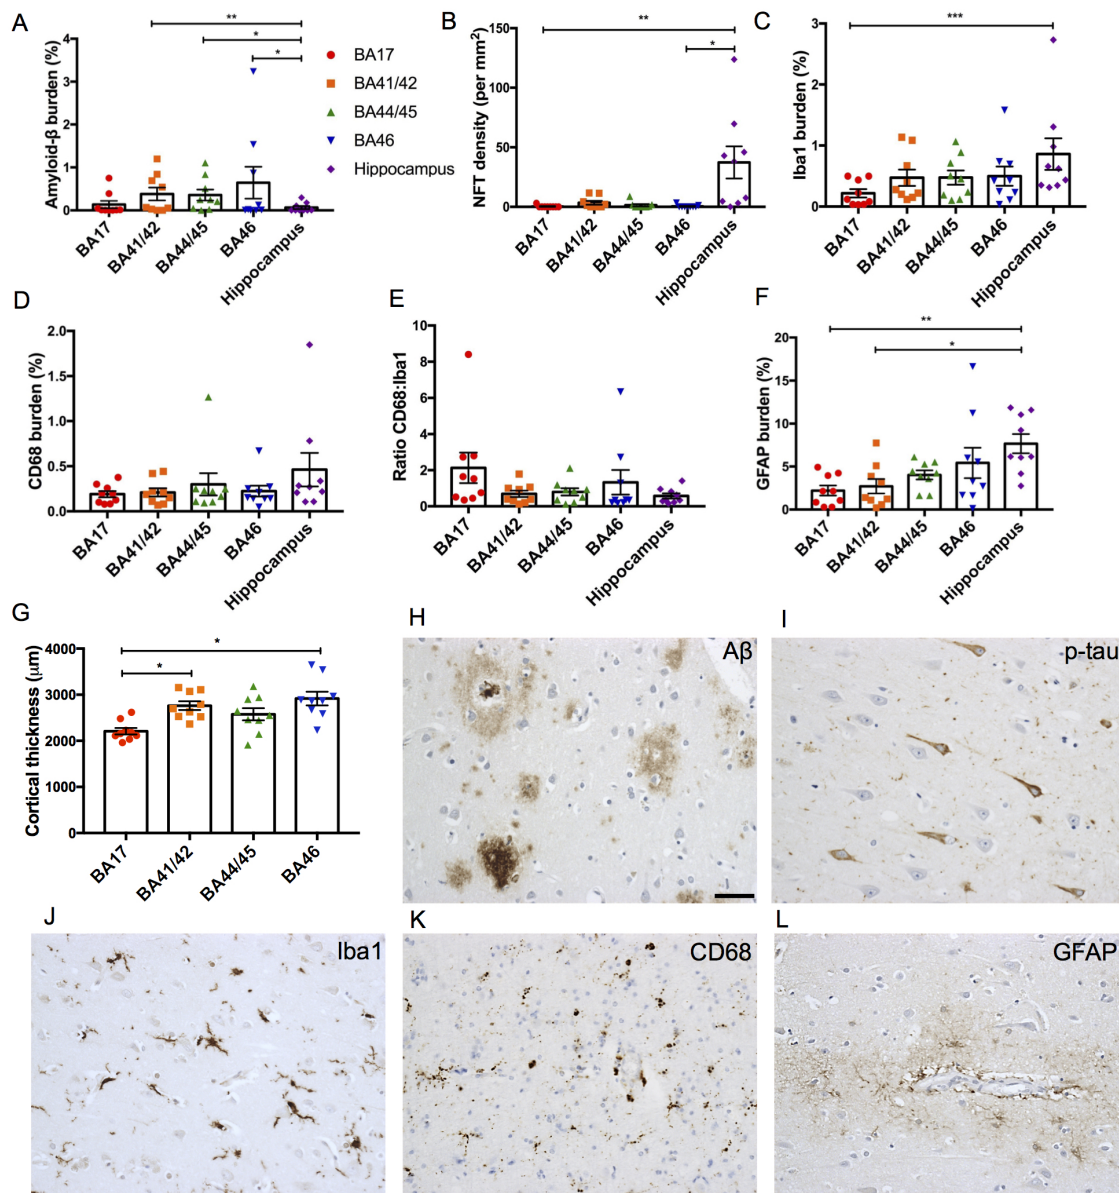 A
Amyloid-β burden (%)
4
3
2
1
0
**
*
*
BA17
BA41/42
BA44/45
BA46
Hippocampus
BA17
BA41/42
BA44/45
BA46
Hippocampus
B
NFT density (per mm²)
150
100
50
0
**
*
BA17
BA41/42
BA44/45
BA46
Hippocampus
C
Iba1 burden (%)
3
2
1
0
***
BA17
BA41/42
BA44/45
BA46
Hippocampus
D
CD68 burden (%)
2.0
1.5
1.0
0.5
0.0
BA17
BA41/42
BA44/45
BA46
Hippocampus
E
Ratio CD68:Iba1
10
8
6
4
2
0
BA17
BA41/42
BA44/45
BA46
Hippocampus
F
GFAP burden (%)
20
15
10
5
0
**
*
BA17
BA41/42
BA44/45
BA46
Hippocampus
G
Cortical thickness (μm)
4000
3000
2000
1000
0
*
*
BA17
BA41/42
BA44/45
BA46
H
Aβ
I
p-tau
J
Iba1
K
CD68
L
GFAP